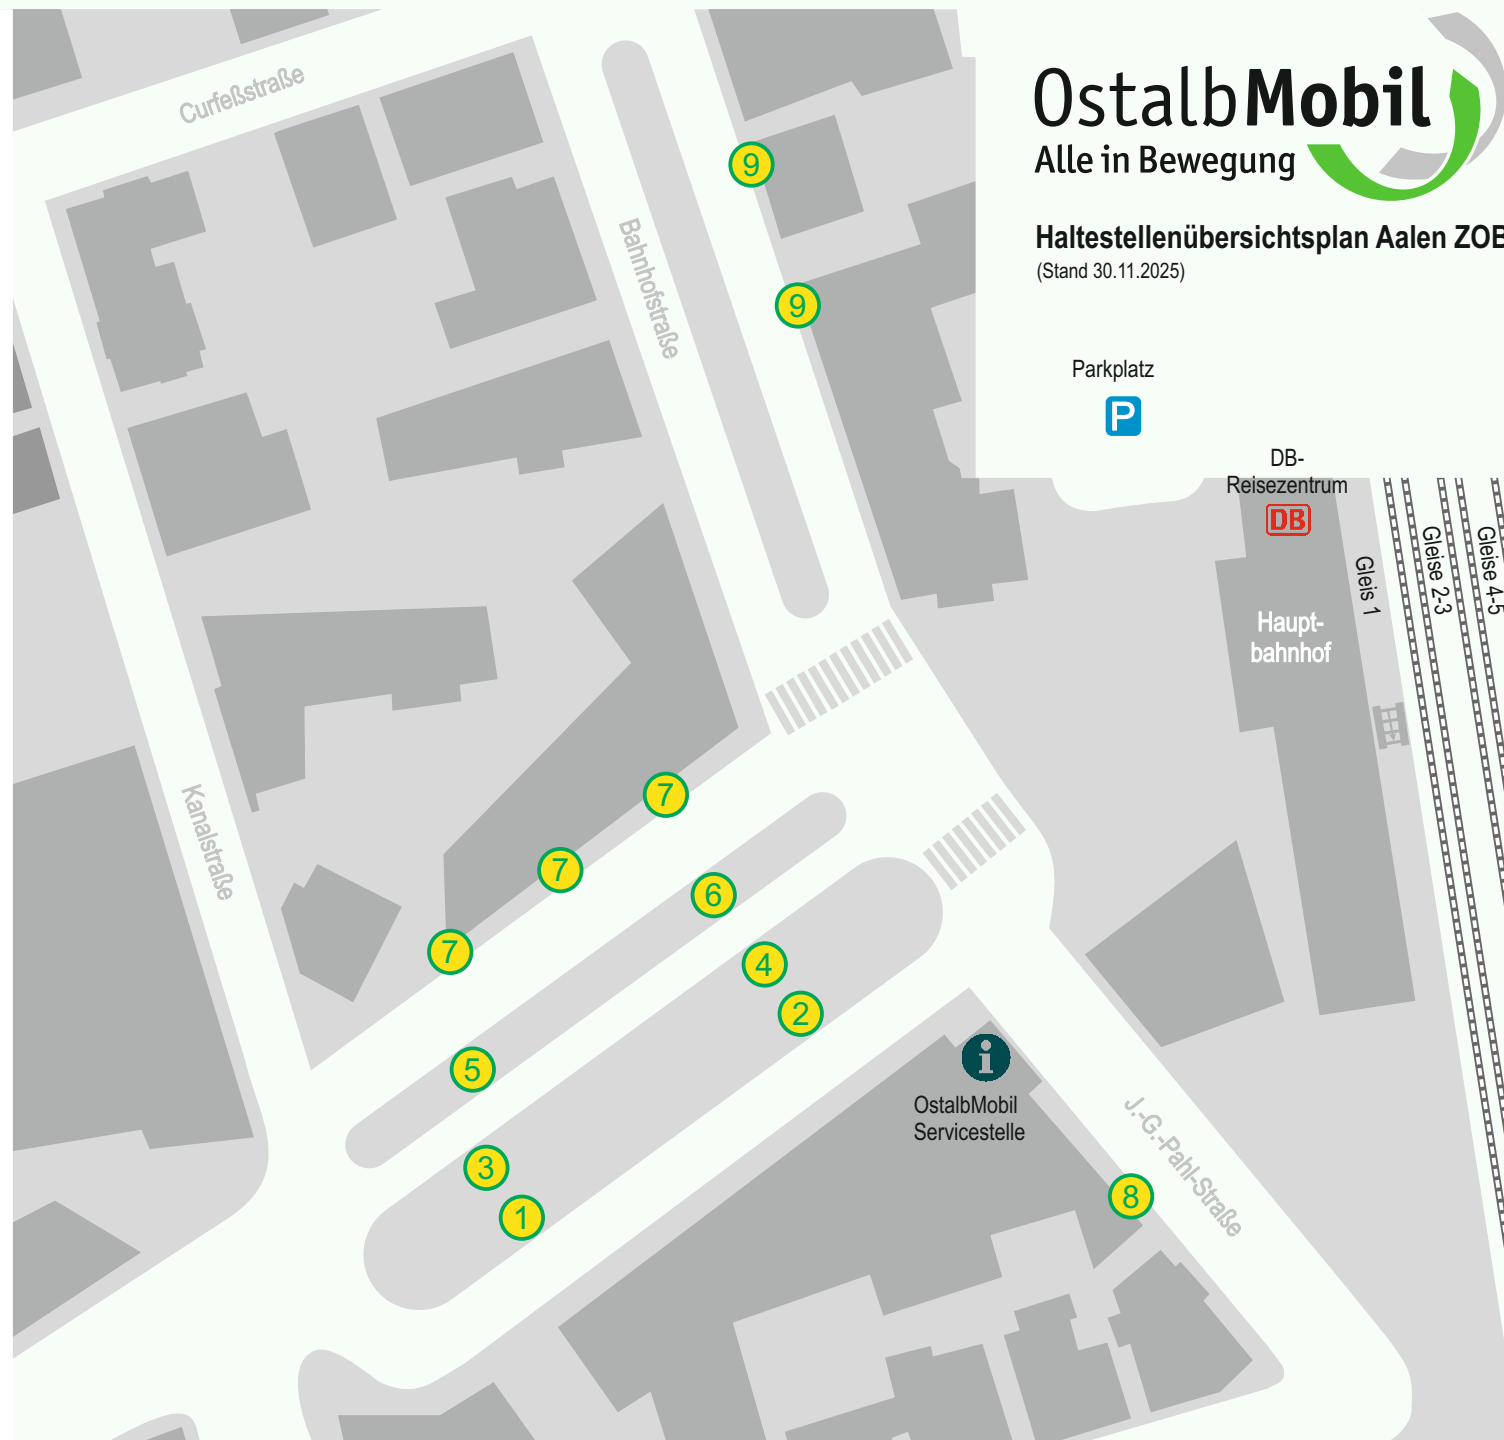 OstalbMobil
Alle in Bewegung
Haltestellenübersichtsplan Aalen ZOB
(Stand 30.11.2025)
Curfeßstraße
9
Bahnhofstraße
9
Parkplatz
P
DB-
Reisezentrum
DB
Gleis 1
Gleise 2-3
Gleise 4-5
Haupt-
bahnhof
Kanalstraße
7
7
7
6
4
2
5
3
1
i
OstalbMobil
Servicestelle
J.-G.-Pahl-Straße
8